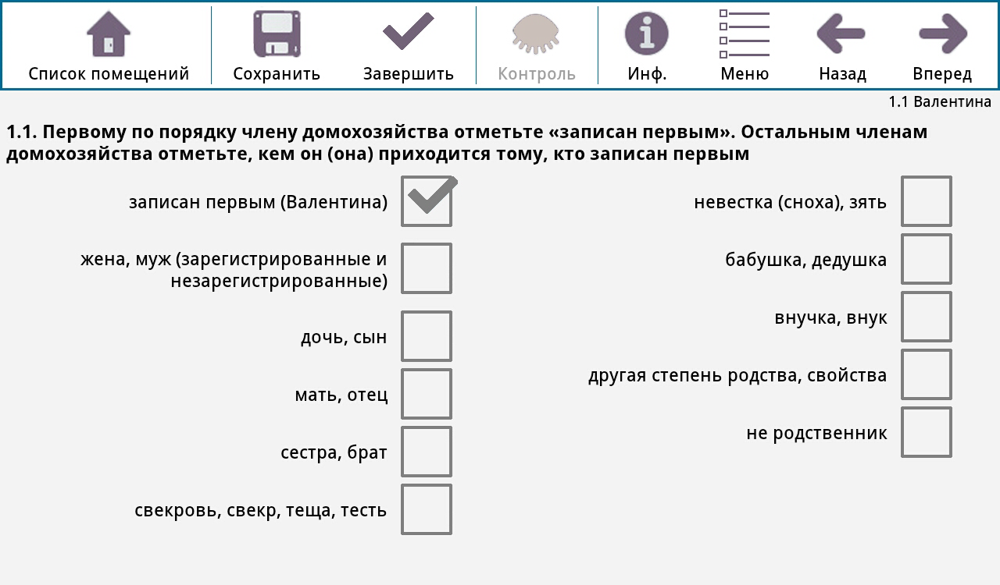 Список помещений
Сохранить
Завершить
Контроль
Инф.
Меню
Назад
Вперед
1.1 Валентина
1.1. Первому по порядку члену домохозяйства отметьте «записан первым». Остальным членам
домохозяйства отметьте, кем он (она) приходится тому, кто записан первым
записан первым (Валентина)
жена, муж (зарегистрированные и
незарегистрированные)
дочь, сын
мать, отец
сестра, брат
свекровь, свекр, теща, тесть
невестка (сноха), зять
бабушка, дедушка
внучка, внук
другая степень родства, свойства
не родственник